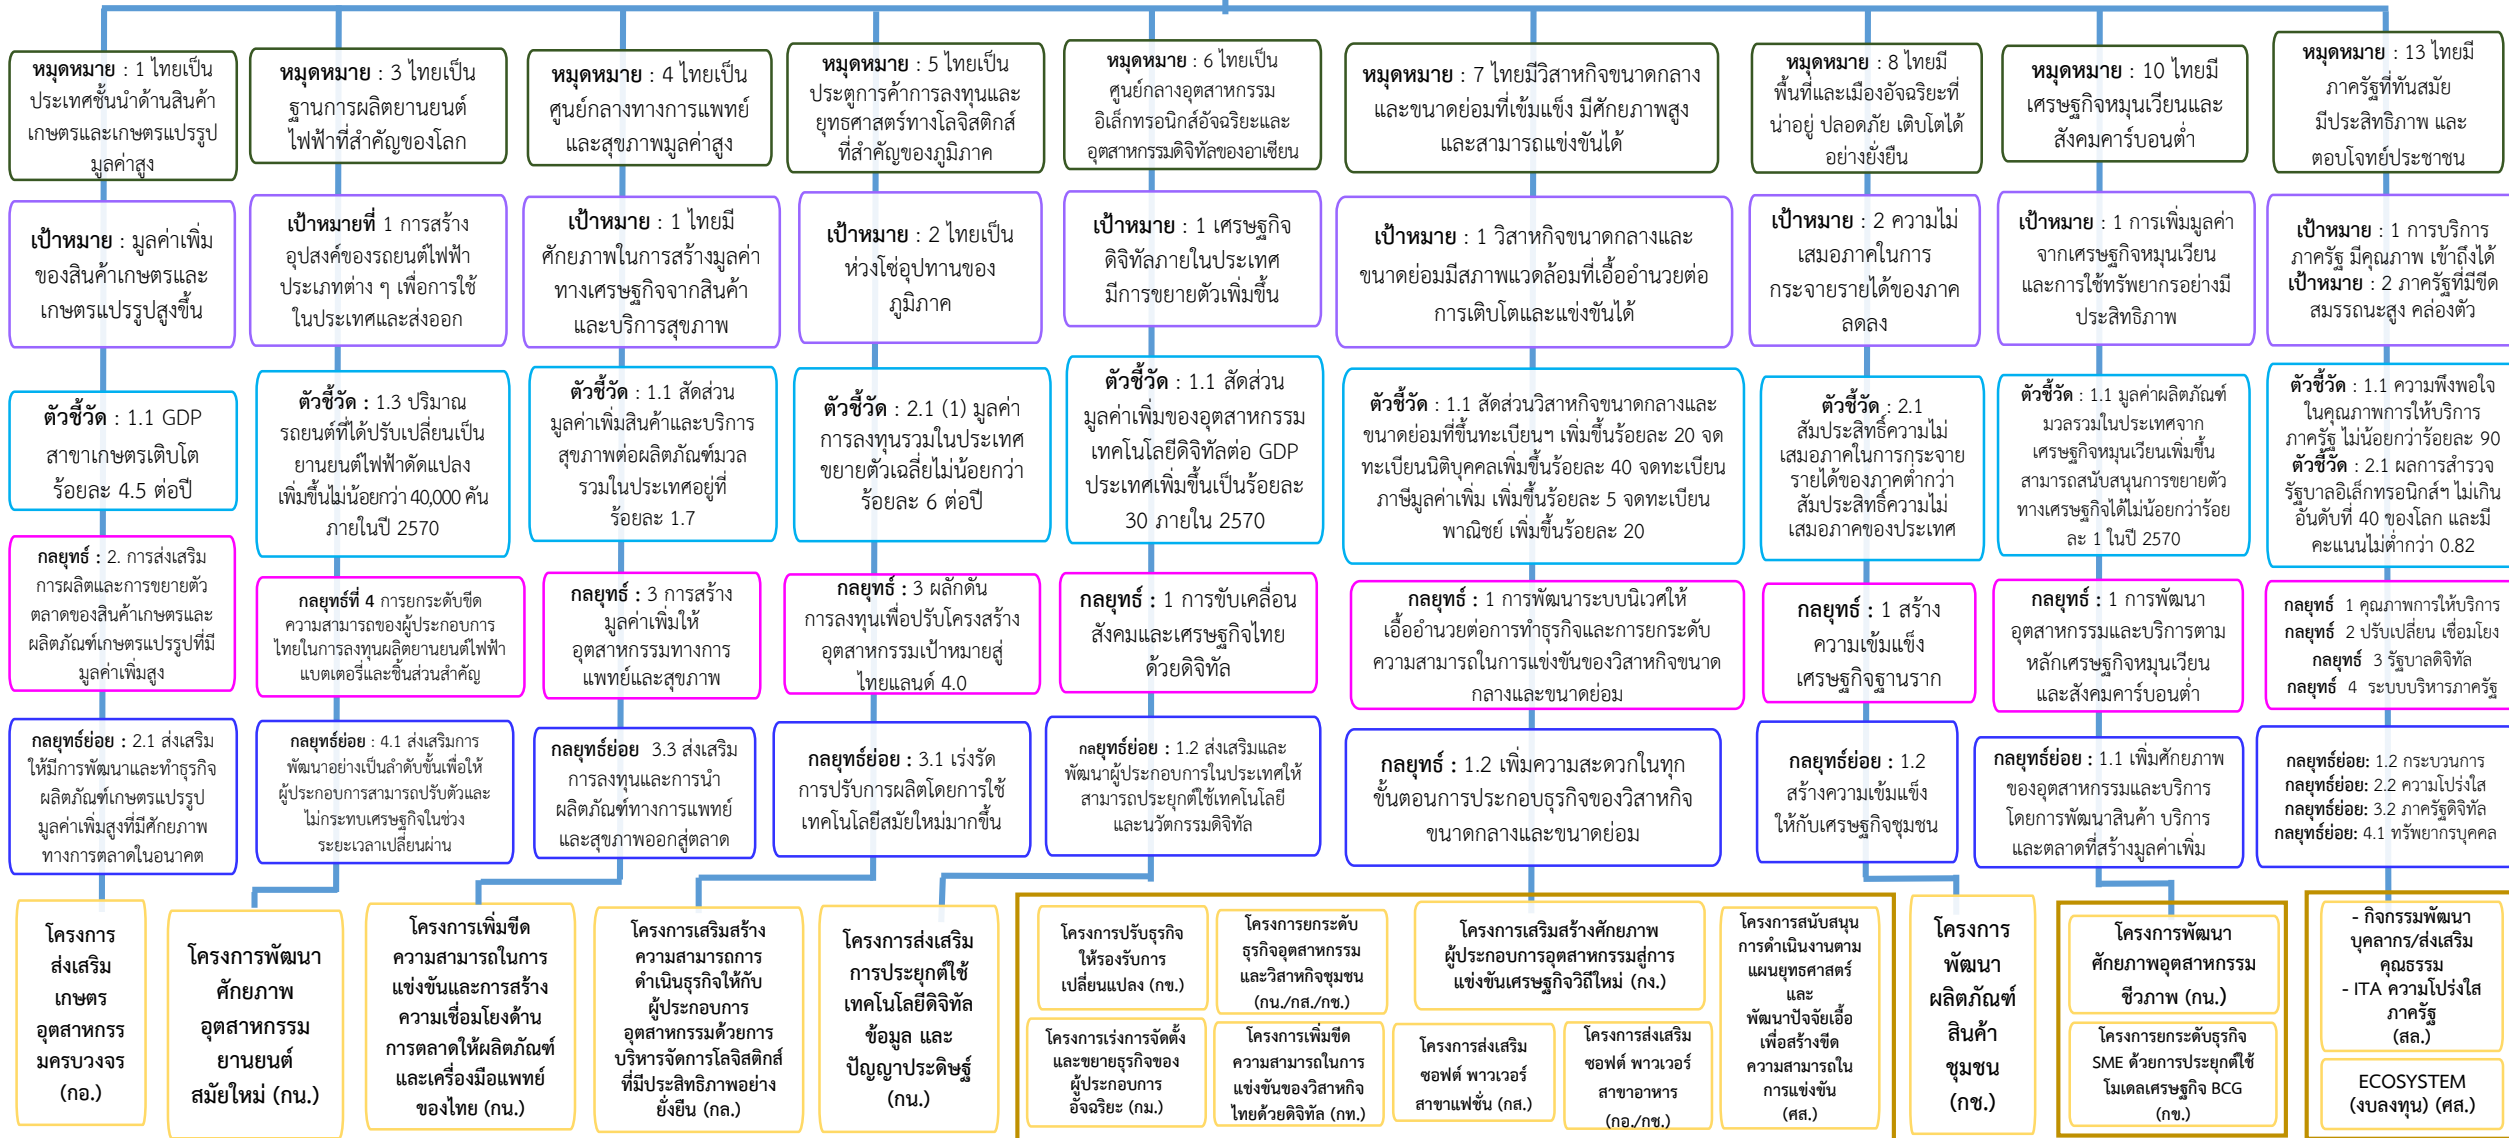 หมุดหมาย : 1 ไทยเป็น
ประเทศชั้นนำด้านสินค้า
เกษตรและเกษตรแปรรูป
มูลค่าสูง
หมุดหมาย : 3 ไทยเป็น
ฐานการผลิตยานยนต์
ไฟฟ้าที่สำคัญของโลก
หมุดหมาย : 4 ไทยเป็น
ศูนย์กลางทางการแพทย์
และสุขภาพมูลค่าสูง
หมุดหมาย : 5 ไทยเป็น
ประตูการค้าการลงทุนและ
ยุทธศาสตร์ทางโลจิสติกส์
ที่สำคัญของภูมิภาค
หมุดหมาย : 6 ไทยเป็น
ศูนย์กลางอุตสาหกรรม
อิเล็กทรอนิกส์อัจฉริยะและ
อุตสาหกรรมดิจิทัลของอาเซียน
หมุดหมาย : 7 ไทยมีวิสาหกิจขนาดกลาง
และขนาดย่อมที่เข้มแข็ง มีศักยภาพสูง
และสามารถแข่งขันได้
หมุดหมาย : 8 ไทยมี
พื้นที่และเมืองอัจฉริยะที่
น่าอยู่ ปลอดภัย เติบโตได้
อย่างยั่งยืน
หมุดหมาย : 10 ไทยมี
เศรษฐกิจหมุนเวียนและ
สังคมคาร์บอนต่ำ
หมุดหมาย : 13 ไทยมี
ภาครัฐที่ทันสมัย
มีประสิทธิภาพ และ
ตอบโจทย์ประชาชน
เป้าหมาย : มูลค่าเพิ่ม
ของสินค้าเกษตรและ
เกษตรแปรรูปสูงขึ้น
เป้าหมายที่ 1 การสร้าง
อุปสงค์ของรถยนต์ไฟฟ้า
ประเภทต่าง ๆ เพื่อการใช้
ในประเทศและส่งออก
เป้าหมาย : 1 ไทยมี
ศักยภาพในการสร้างมูลค่า
ทางเศรษฐกิจจากสินค้า
และบริการสุขภาพ
เป้าหมาย : 2 ไทยเป็น
ห่วงโซ่อุปทานของ
ภูมิภาค
เป้าหมาย : 1 เศรษฐกิจ
ดิจิทัลภายในประเทศ
มีการขยายตัวเพิ่มขึ้น
เป้าหมาย : 1 วิสาหกิจขนาดกลางและ
ขนาดย่อมมีสภาพแวดล้อมที่เอื้ออำนวยต่อ
การเติบโตและแข่งขันได้
เป้าหมาย : 2 ความไม่
เสมอภาคในการ
กระจายรายได้ของภาค
ลดลง
เป้าหมาย : 1 การเพิ่มมูลค่า
จากเศรษฐกิจหมุนเวียน
และการใช้ทรัพยากรอย่างมี
ประสิทธิภาพ
เป้าหมาย : 1 การบริการ
ภาครัฐ มีคุณภาพ เข้าถึงได้
เป้าหมาย : 2 ภาครัฐที่มีขีด
สมรรถนะสูง คล่องตัว
ตัวชี้วัด : 1.1 GDP
สาขาเกษตรเติบโต
ร้อยละ 4.5 ต่อปี
ตัวชี้วัด : 1.3 ปริมาณ
รถยนต์ที่ได้ปรับเปลี่ยนเป็น
ยานยนต์ไฟฟ้าดัดแปลง
เพิ่มขึ้นไม่น้อยกว่า 40,000 คัน
ภายในปี 2570
ตัวชี้วัด : 1.1 สัดส่วน
มูลค่าเพิ่มสินค้าและบริการ
สุขภาพต่อผลิตภัณฑ์มวล
รวมในประเทศอยู่ที่
ร้อยละ 1.7
ตัวชี้วัด : 2.1 (1) มูลค่า
การลงทุนรวมในประเทศ
ขยายตัวเฉลี่ยไม่น้อยกว่า
ร้อยละ 6 ต่อปี
ตัวชี้วัด : 1.1 สัดส่วน
มูลค่าเพิ่มของอุตสาหกรรม
เทคโนโลยีดิจิทัลต่อ GDP
ประเทศเพิ่มขึ้นเป็นร้อยละ
30 ภายใน 2570
ตัวชี้วัด : 1.1 สัดส่วนวิสาหกิจขนาดกลางและ
ขนาดย่อมที่ขึ้นทะเบียนฯ เพิ่มขึ้นร้อยละ 20 จด
ทะเบียนนิติบุคคลเพิ่มขึ้นร้อยละ 40 จดทะเบียน
ภาษีมูลค่าเพิ่ม เพิ่มขึ้นร้อยละ 5 จดทะเบียน
พาณิชย์ เพิ่มขึ้นร้อยละ 20
ตัวชี้วัด : 2.1
สัมประสิทธิ์ความไม่
เสมอภาคในการกระจาย
รายได้ของภาคต่ำกว่า
สัมประสิทธิ์ความไม่
เสมอภาคของประเทศ
ตัวชี้วัด : 1.1 มูลค่าผลิตภัณฑ์
มวลรวมในประเทศจาก
เศรษฐกิจหมุนเวียนเพิ่มขึ้น
สามารถสนับสนุนการขยายตัว
ทางเศรษฐกิจได้ไม่น้อยกว่าร้อย
ละ 1 ในปี 2570
ตัวชี้วัด : 1.1 ความพึงพอใจ
ในคุณภาพการให้บริการ
ภาครัฐ ไม่น้อยกว่าร้อยละ 90
ตัวชี้วัด : 2.1 ผลการสำรวจ
รัฐบาลอิเล็กทรอนิกส์ฯ ไม่เกิน
อันดับที่ 40 ของโลก และมี
คะแนนไม่ต่ำกว่า 0.82
กลยุทธ์ : 2. การส่งเสริม
การผลิตและการขยายตัว
ตลาดของสินค้าเกษตรและ
ผลิตภัณฑ์เกษตรแปรรูปที่มี
มูลค่าเพิ่มสูง
กลยุทธ์ที่ 4 การยกระดับขีด
ความสามารถของผู้ประกอบการ
ไทยในการลงทุนผลิตยานยนต์ไฟฟ้า
แบตเตอรี่และชิ้นส่วนสำคัญ
กลยุทธ์ : 3 การสร้าง
มูลค่าเพิ่มให้
อุตสาหกรรมทางการ
แพทย์และสุขภาพ
กลยุทธ์ : 3 ผลักดัน
การลงทุนเพื่อปรับโครงสร้าง
อุตสาหกรรมเป้าหมายสู่
ไทยแลนด์ 4.0
กลยุทธ์ : 1 การขับเคลื่อน
สังคมและเศรษฐกิจไทย
ด้วยดิจิทัล
กลยุทธ์ : 1 การพัฒนาระบบนิเวศให้
เอื้ออำนวยต่อการทำธุรกิจและการยกระดับ
ความสามารถในการแข่งขันของวิสาหกิจขนาด
กลางและขนาดย่อม
กลยุทธ์ : 1 สร้าง
ความเข้มแข็ง
เศรษฐกิจฐานราก
กลยุทธ์ : 1 การพัฒนา
อุตสาหกรรมและบริการตาม
หลักเศรษฐกิจหมุนเวียน
และสังคมคาร์บอนต่ำ
กลยุทธ์ 1 คุณภาพการให้บริการ
กลยุทธ์ 2 ปรับเปลี่ยน เชื่อมโยง
กลยุทธ์ 3 รัฐบาลดิจิทัล
กลยุทธ์ 4 ระบบบริหารภาครัฐ
กลยุทธ์ย่อย : 2.1 ส่งเสริม
ให้มีการพัฒนาและทำธุรกิจ
ผลิตภัณฑ์เกษตรแปรรูป
มูลค่าเพิ่มสูงที่มีศักยภาพ
ทางการตลาดในอนาคต
กลยุทธ์ย่อย : 4.1 ส่งเสริมการ
พัฒนาอย่างเป็นลำดับขั้นเพื่อให้
ผู้ประกอบการสามารถปรับตัวและ
ไม่กระทบเศรษฐกิจในช่วง
ระยะเวลาเปลี่ยนผ่าน
กลยุทธ์ย่อย 3.3 ส่งเสริม
การลงทุนและการนำ
ผลิตภัณฑ์ทางการแพทย์
และสุขภาพออกสู่ตลาด
กลยุทธ์ย่อย : 3.1 เร่งรัด
การปรับการผลิตโดยการใช้
เทคโนโลยีสมัยใหม่มากขึ้น
กลยุทธ์ย่อย : 1.2 ส่งเสริมและ
พัฒนาผู้ประกอบการในประเทศให้
สามารถประยุกต์ใช้เทคโนโลยี
และนวัตกรรมดิจิทัล
กลยุทธ์ : 1.2 เพิ่มความสะดวกในทุก
ขั้นตอนการประกอบธุรกิจของวิสาหกิจ
ขนาดกลางและขนาดย่อม
กลยุทธ์ย่อย : 1.2
สร้างความเข้มแข็ง
ให้กับเศรษฐกิจชุมชน
กลยุทธ์ย่อย : 1.1 เพิ่มศักยภาพ
ของอุตสาหกรรมและบริการ
โดยการพัฒนาสินค้า บริการ
และตลาดที่สร้างมูลค่าเพิ่ม
กลยุทธ์ย่อย: 1.2 กระบวนการ
กลยุทธ์ย่อย: 2.2 ความโปร่งใส
กลยุทธ์ย่อย: 3.2 ภาครัฐดิจิทัล
กลยุทธ์ย่อย: 4.1 ทรัพยากรบุคคล
โครงการ
ส่งเสริม
เกษตร
อุตสาหกรร
มครบวงจร
(กอ.)
โครงการพัฒนา
ศักยภาพ
อุตสาหกรรม
ยานยนต์
สมัยใหม่ (กน.)
โครงการเพิ่มขีด
ความสามารถในการ
แข่งขันและการสร้าง
ความเชื่อมโยงด้าน
การตลาดให้ผลิตภัณฑ์
และเครื่องมือแพทย์
ของไทย (กน.)
โครงการเสริมสร้าง
ความสามารถการ
ดำเนินธุรกิจให้กับ
ผู้ประกอบการ
อุตสาหกรรมด้วยการ
บริหารจัดการโลจิสติกส์
ที่มีประสิทธิภาพอย่าง
ยั่งยืน (กล.)
โครงการส่งเสริม
การประยุกต์ใช้
เทคโนโลยีดิจิทัล
ข้อมูล และ
ปัญญาประดิษฐ์
(กน.)
โครงการปรับธุรกิจ
ให้รองรับการ
เปลี่ยนแปลง (กข.)
โครงการยกระดับ
ธุรกิจอุตสาหกรรม
และวิสาหกิจชุมชน
(กน./กส./กช.)
โครงการเสริมสร้างศักยภาพ
ผู้ประกอบการอุตสาหกรรมสู่การ
แข่งขันเศรษฐกิจวิถีใหม่ (กง.)
โครงการสนับสนุน
การดำเนินงานตาม
แผนยุทธศาสตร์
และ
พัฒนาปัจจัยเอื้อ
เพื่อสร้างขีด
ความสามารถใน
การแข่งขัน
(ศส.)
โครงการเร่งการจัดตั้ง
และขยายธุรกิจของ
ผู้ประกอบการ
อัจฉริยะ (กม.)
โครงการเพิ่มขีด
ความสามารถในการ
แข่งขันของวิสาหกิจ
ไทยด้วยดิจิทัล (กท.)
โครงการส่งเสริม
ซอฟต์ พาวเวอร์
สาขาแฟชั่น (กส.)
โครงการส่งเสริม
ซอฟต์ พาวเวอร์
สาขาอาหาร
(กอ./กช.)
โครงการ
พัฒนา
ผลิตภัณฑ์
สินค้า
ชุมชน
(กช.)
โครงการพัฒนา
ศักยภาพอุตสาหกรรม
ชีวภาพ (กน.)
โครงการยกระดับธุรกิจ
SME ด้วยการประยุกต์ใช้
โมเดลเศรษฐกิจ BCG
(กข.)
- กิจกรรมพัฒนา
บุคลากร/ส่งเสริม
คุณธรรม
- ITA ความโปร่งใส
ภาครัฐ
(สล.)
ECOSYSTEM
(งบลงทุน) (ศส.)